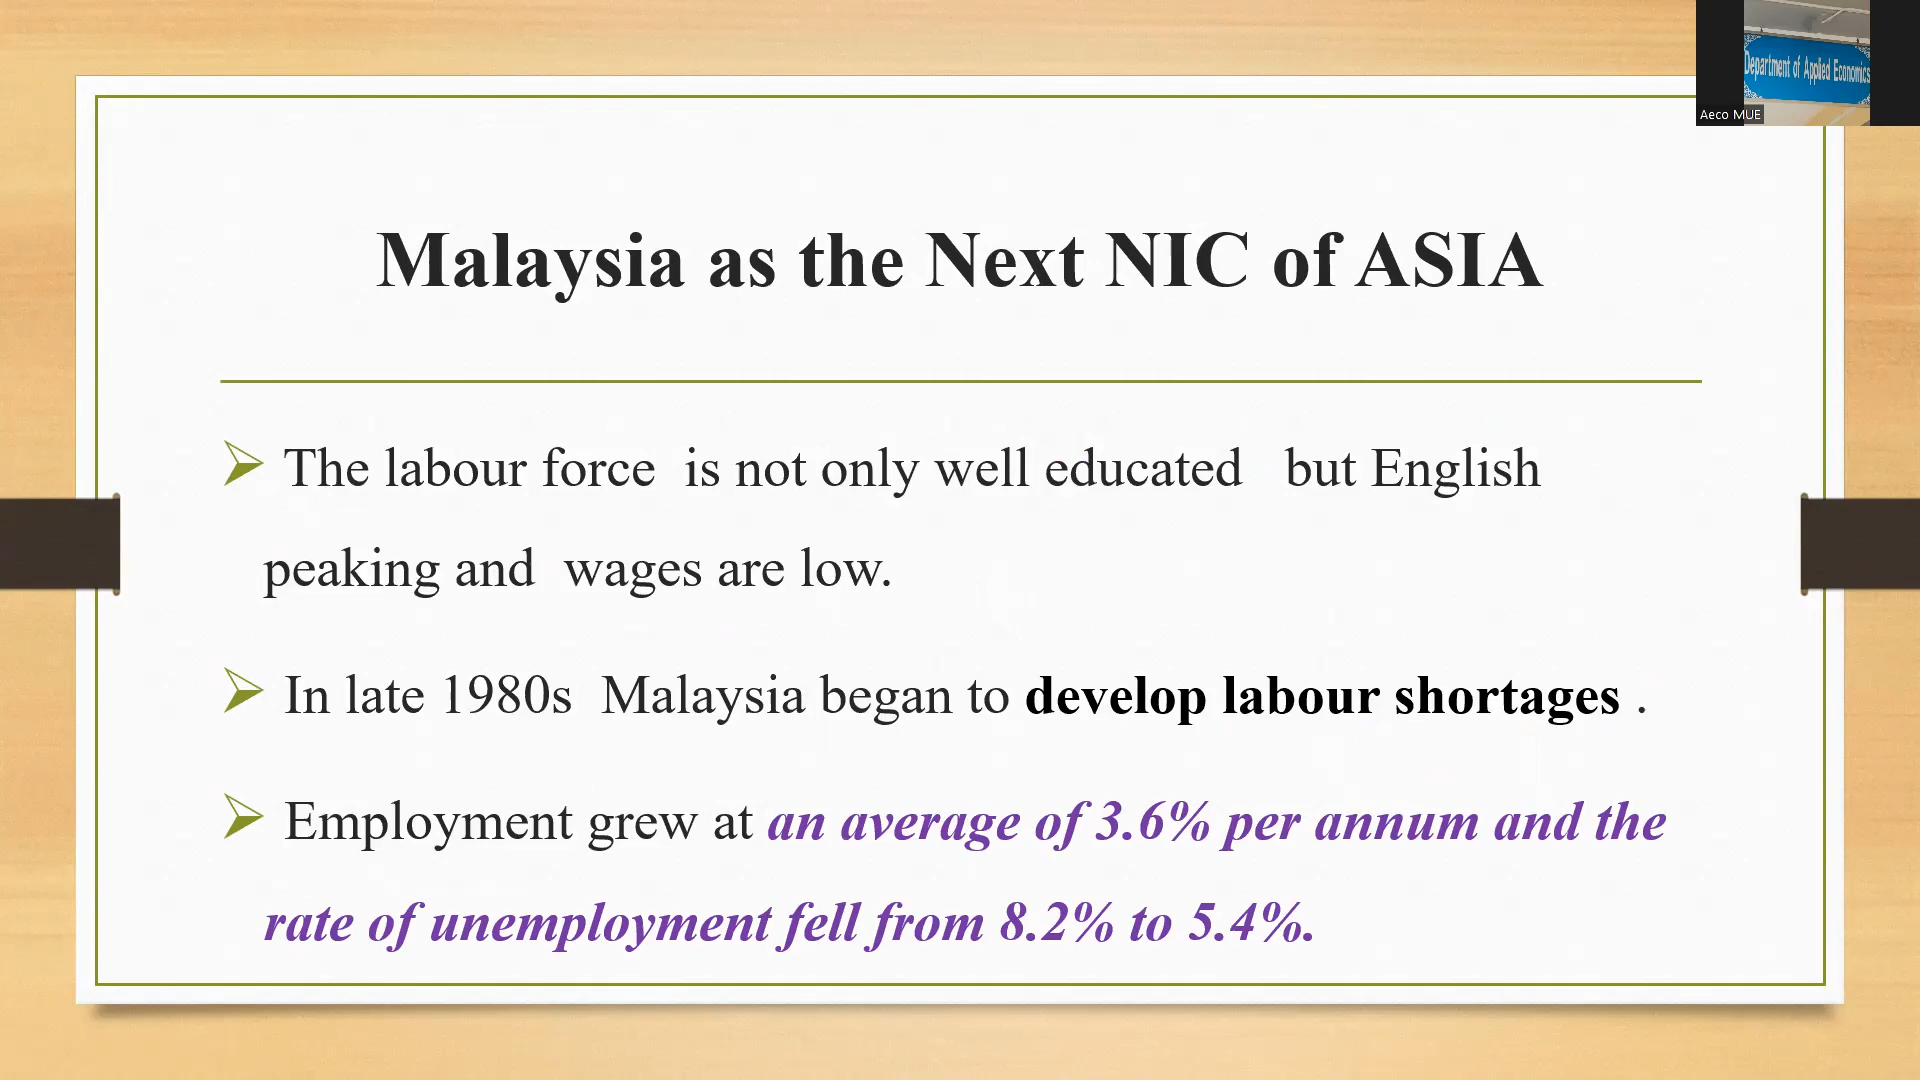 Department of Applied Economics
Aeco MUE
Malaysia as the Next NIC of ASIA
The labour force is not only well educated but English
peaking and wages are low.
In late 1980s Malaysia began to develop labour shortages .
Employment grew at an average of 3.6% per annum and the
rate of unemployment fell from 8.2% to 5.4%.